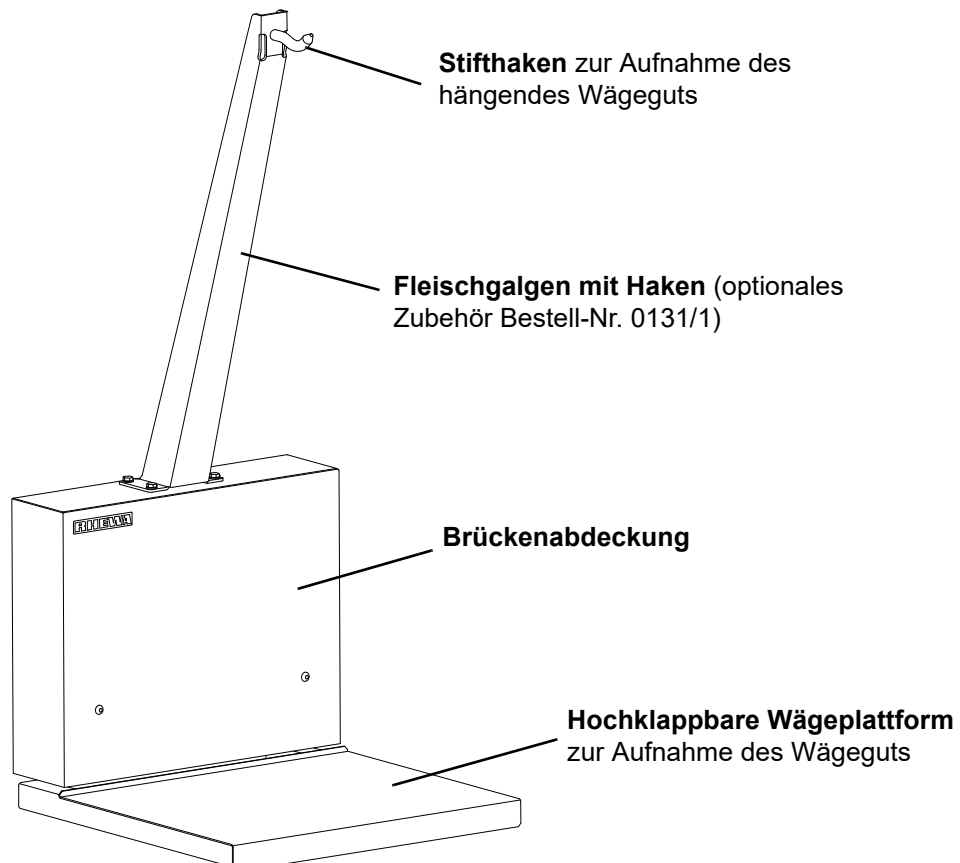 Stifthaken zur Aufnahme des
hängendes Wägeguts
Fleischgalgen mit Haken (optionales
Zubehör Bestell-Nr. 0131/1)
RHEWA
Brückenabdeckung
Hochklappbare Wägeplattform
zur Aufnahme des Wägeguts